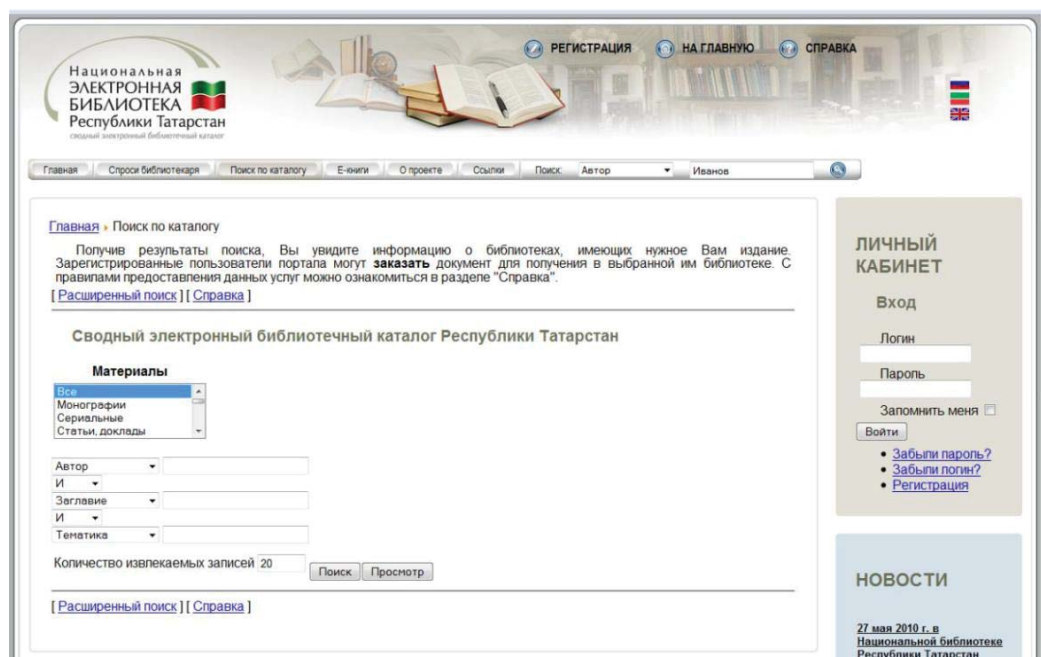 РЕГИСТРАЦИЯ
НА ГЛАВНУЮ
СПРАВКА
Национальная
ЭЛЕКТРОННАЯ
БИБЛИОТЕКА
Республики Татарстан
сводный электронный библиотечный каталог
Главная
Спроси библиотекаря
Поиск по каталогу
Е-книги
О проекте
Ссылки
Поиск:
Автор
Иванов
Главная
Поиск по каталогу
Получив результаты поиска, Вы увидите информацию о библиотеках, имеющих нужное Вам издание.
Зарегистрированные пользователи портала могут заказать документ для получения в выбранной им библиотеке. С
правилами предоставления данных услуг можно ознакомиться в разделе "Справка".
[ Расширенный поиск ] [ Справка ]
Сводный электронный библиотечный каталог Республики Татарстан
Материалы
Все
Монографии
Сериальные
Статьи, доклады
Автор
И
Заглавие
И
Тематика
Количество извлекаемых записей 20
Поиск
Просмотр
[ Расширенный поиск ] [ Справка ]
ЛИЧНЫЙ
КАБИНЕТ
Вход
Логин
Пароль
Запомнить меня
Войти
Забыли пароль?
Забыли логин?
Регистрация
НОВОСТИ
27 мая 2010 г. в
Национальной библиотеке
Республики Татарстан